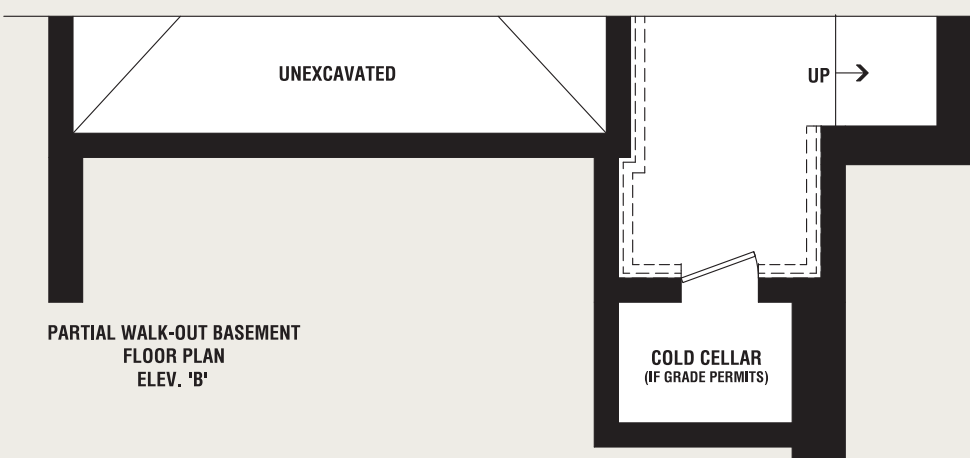 UNEXCAVATED
UP
PARTIAL WALK-OUT BASEMENT
FLOOR PLAN
ELEV. 'B'
COLD CELLAR
(IF GRADE PERMITS)